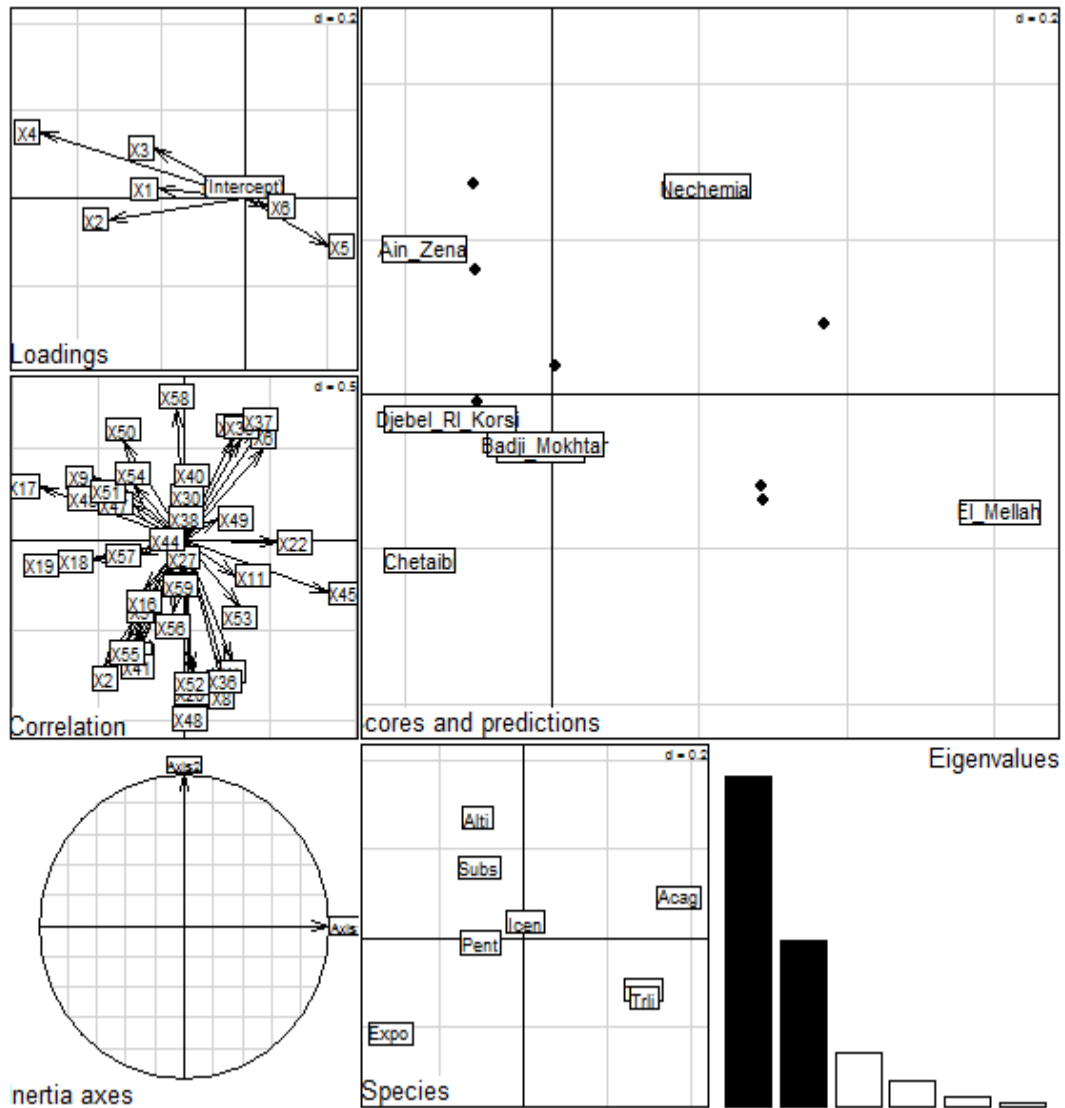 d = 0.2
X4
X3
X1
(Intercept)
X2
X6
X5
Loadings
d = 0.2
Nechemia
Ain_Zena
Djebel_RI_Korsi
Badji_Mokhtar
El_Mellah
Chetaib
cores and predictions
d = 0.5
X58
X37
X50
X6
X9
X54
X40
X17
X51
X30
X47
X38
X49
X44
X22
X19
X18
X57
X27
X11
X59
X45
X16
X53
X56
X55
X2
X41
X52
X36
X8
X48
Correlation
Axis2
Axis
nertia axes
d = 0.2
Alti
Subs
Acag
Icen
Pent
Trli
Expo
Species
Eigenvalues